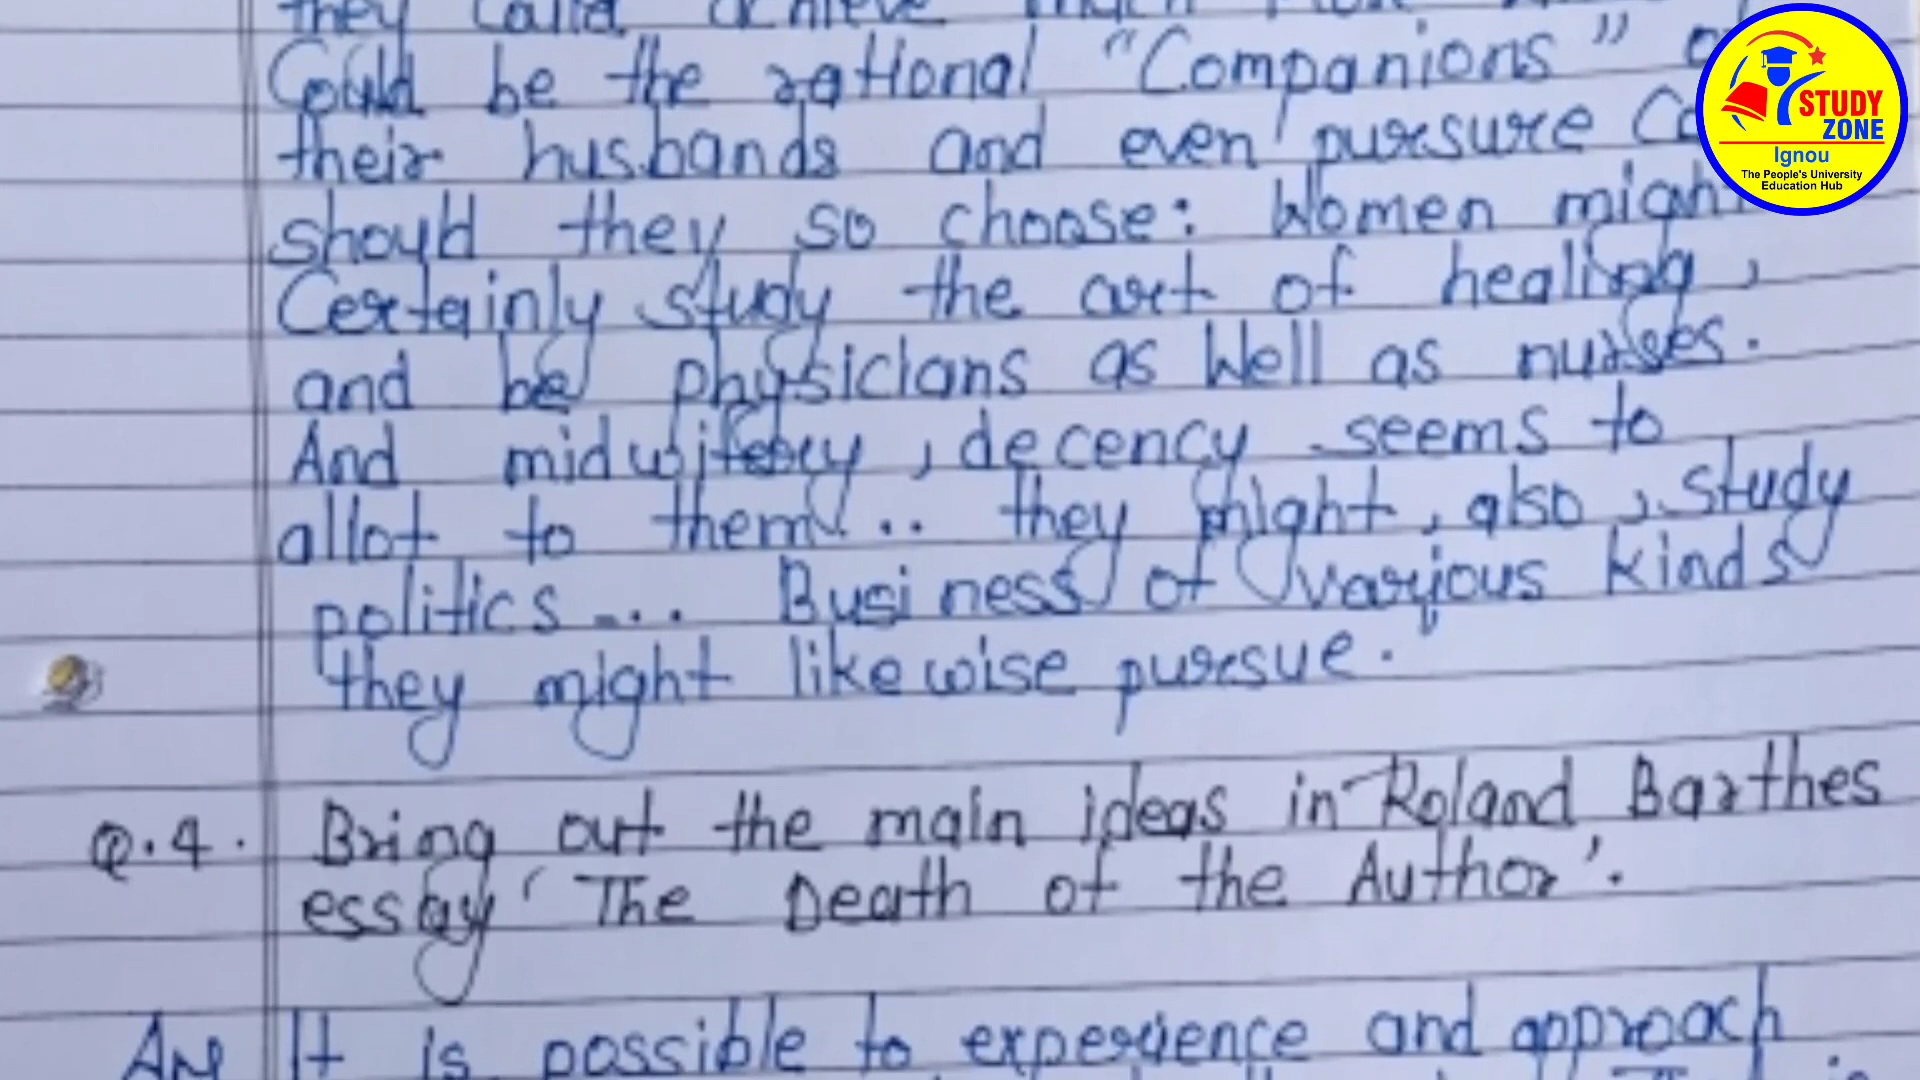 they could achieve much
Could be the rational "Companions" of
their husbands and even pursure
should they so choose: Women might
Certainly study the art of healing,
and be physicians as well as nurses.
And midwifery, decency seems to
allot to them... they might, also, study
politics.... Business of various kinds
they might likewise pursue.
Q.4. Bring out the main ideas in Roland Barthes
essay 'The Death of the Author'.
Ans It is possible to experience and approach
STUDY
ZONE
Ignou
The People's University
Education Hub